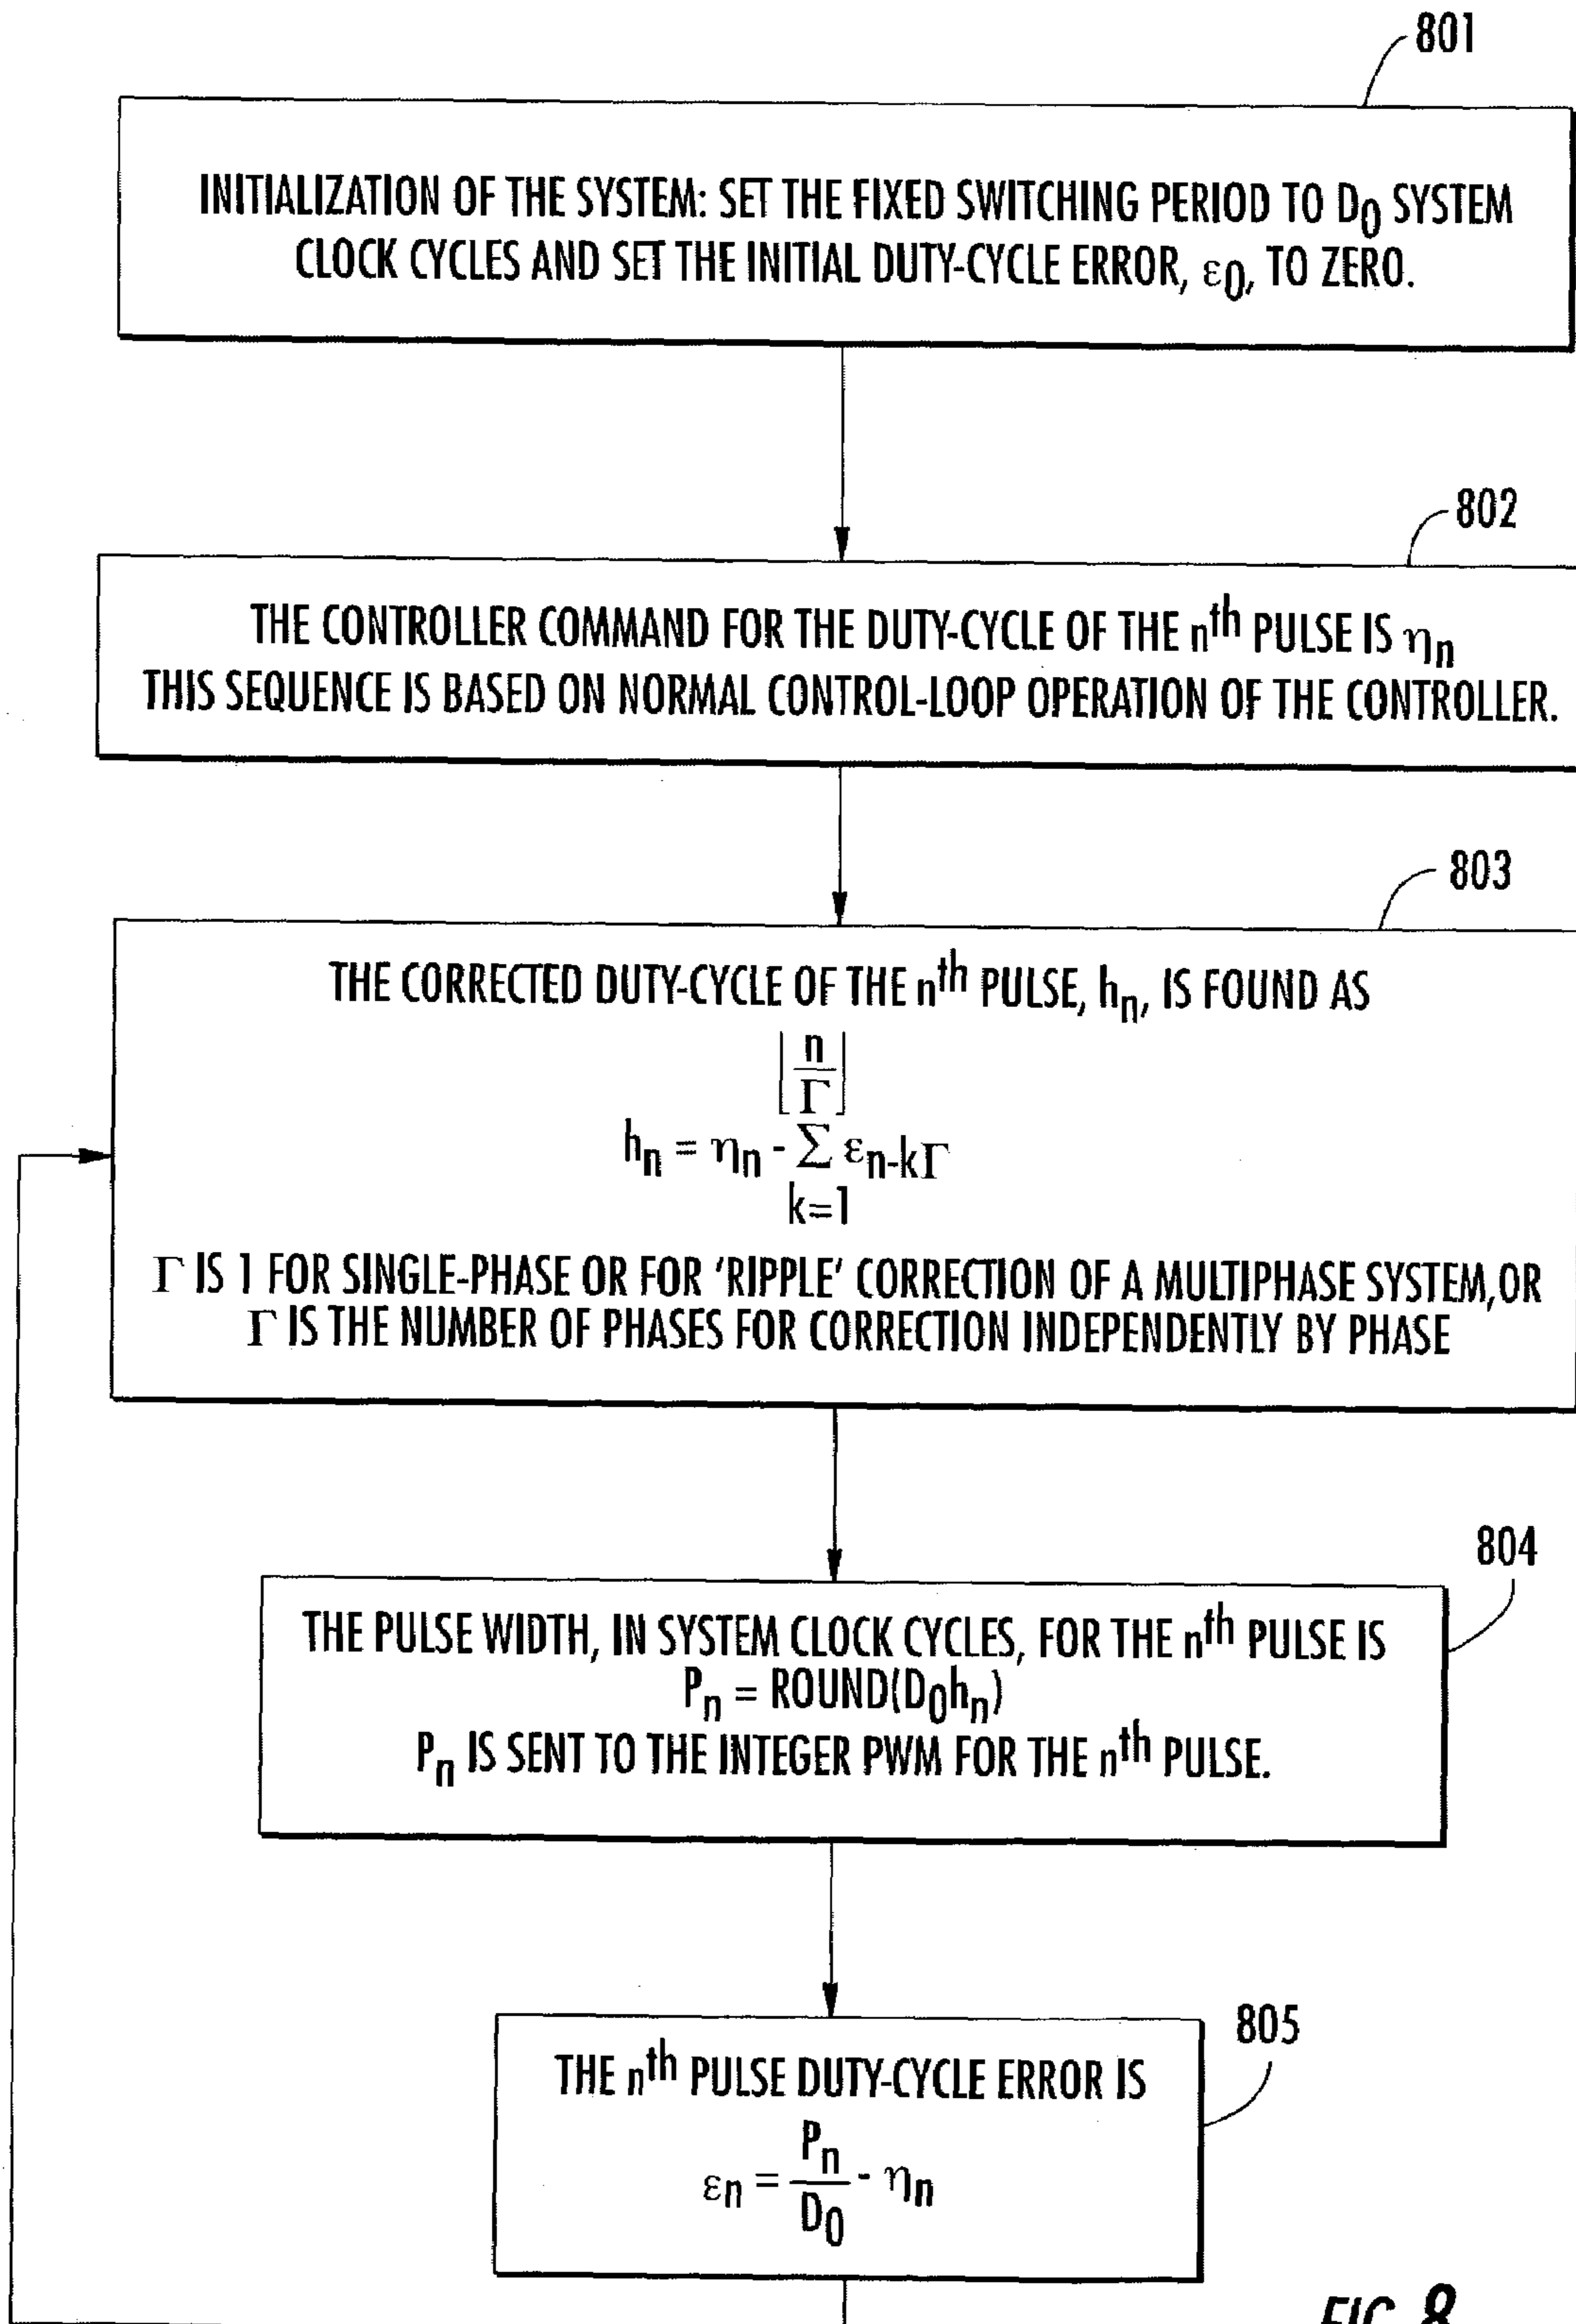 801
INITIALIZATION OF THE SYSTEM: SET THE FIXED SWITCHING PERIOD TO D₀ SYSTEM
CLOCK CYCLES AND SET THE INITIAL DUTY-CYCLE ERROR, ε₀, TO ZERO.
802
THE CONTROLLER COMMAND FOR THE DUTY-CYCLE OF THE nᵗʰ PULSE IS ηₙ
THIS SEQUENCE IS BASED ON NORMAL CONTROL-LOOP OPERATION OF THE CONTROLLER.
803
THE CORRECTED DUTY-CYCLE OF THE nᵗʰ PULSE, hₙ, IS FOUND AS
⌊n/Γ⌋
hₙ = ηₙ - Σ ε_{n-kΓ}
k=1
Γ IS 1 FOR SINGLE-PHASE OR FOR 'RIPPLE' CORRECTION OF A MULTIPHASE SYSTEM, OR
Γ IS THE NUMBER OF PHASES FOR CORRECTION INDEPENDENTLY BY PHASE
804
THE PULSE WIDTH, IN SYSTEM CLOCK CYCLES, FOR THE nᵗʰ PULSE IS
Pₙ = ROUND(D₀hₙ)
Pₙ IS SENT TO THE INTEGER PWM FOR THE nᵗʰ PULSE.
805
THE nᵗʰ PULSE DUTY-CYCLE ERROR IS
εₙ = Pₙ/D₀ - ηₙ
FIG. 8